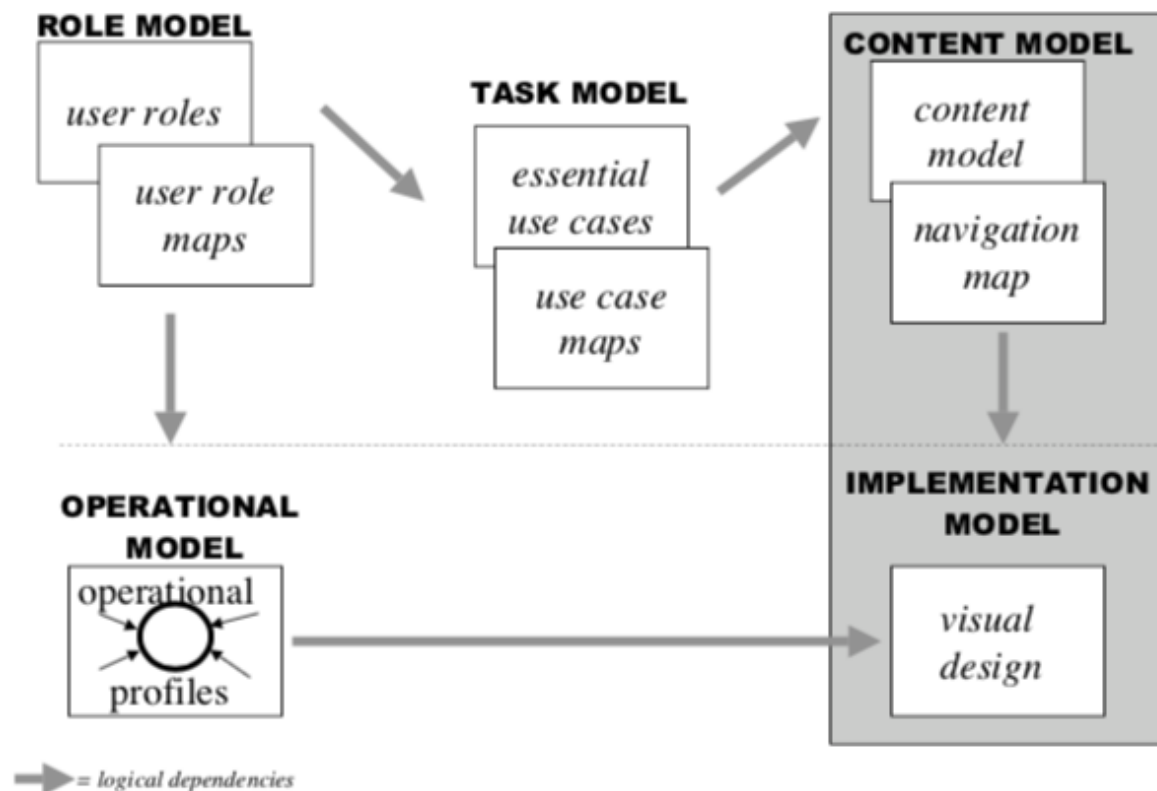 ROLE MODEL
user roles
user role
maps
TASK MODEL
essential
use cases
use case
maps
CONTENT MODEL
content
model
navigation
map
OPERATIONAL
MODEL
operational
profiles
IMPLEMENTATION
MODEL
visual
design
= logical dependencies